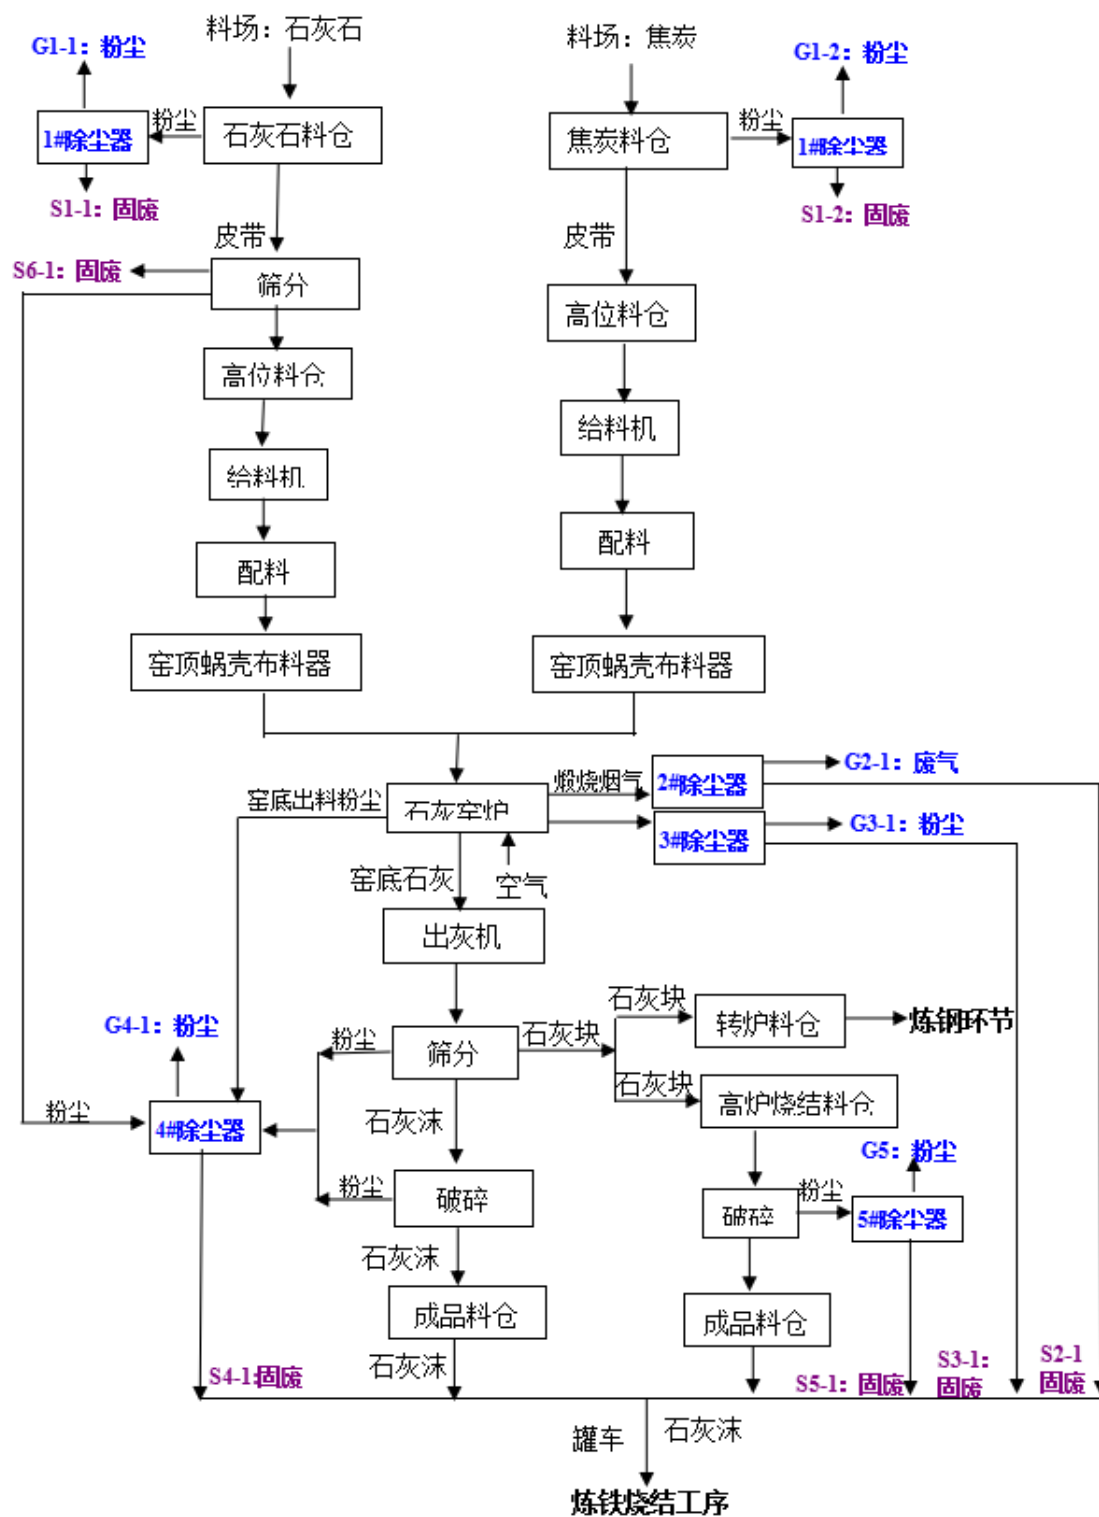 料场：石灰石
料场：焦炭
G1-1：粉尘
G1-2：粉尘
粉尘
石灰石料仓
1#除尘器
焦炭料仓
粉尘
1#除尘器
S1-1：固废
S1-2：固废
皮带
皮带
S6-1：固废
筛分
高位料仓
高位料仓
给料机
给料机
配料
配料
窑顶蜗壳布料器
窑顶蜗壳布料器
窑底出料粉尘
石灰窑炉
煅烧烟气
2#除尘器
G2-1：废气
3#除尘器
G3-1：粉尘
窑底石灰
空气
出灰机
石灰块
转炉料仓
炼钢环节
G4-1：粉尘
粉尘
筛分
石灰块
石灰块
高炉烧结料仓
粉尘
4#除尘器
石灰沫
G5：粉尘
粉尘
破碎
破碎
粉尘
5#除尘器
石灰沫
成品料仓
成品料仓
石灰沫
S4-1:固废
S5-1：固废
S3-1：
固废
S2-1
固废
罐车
石灰沫
炼铁烧结工序